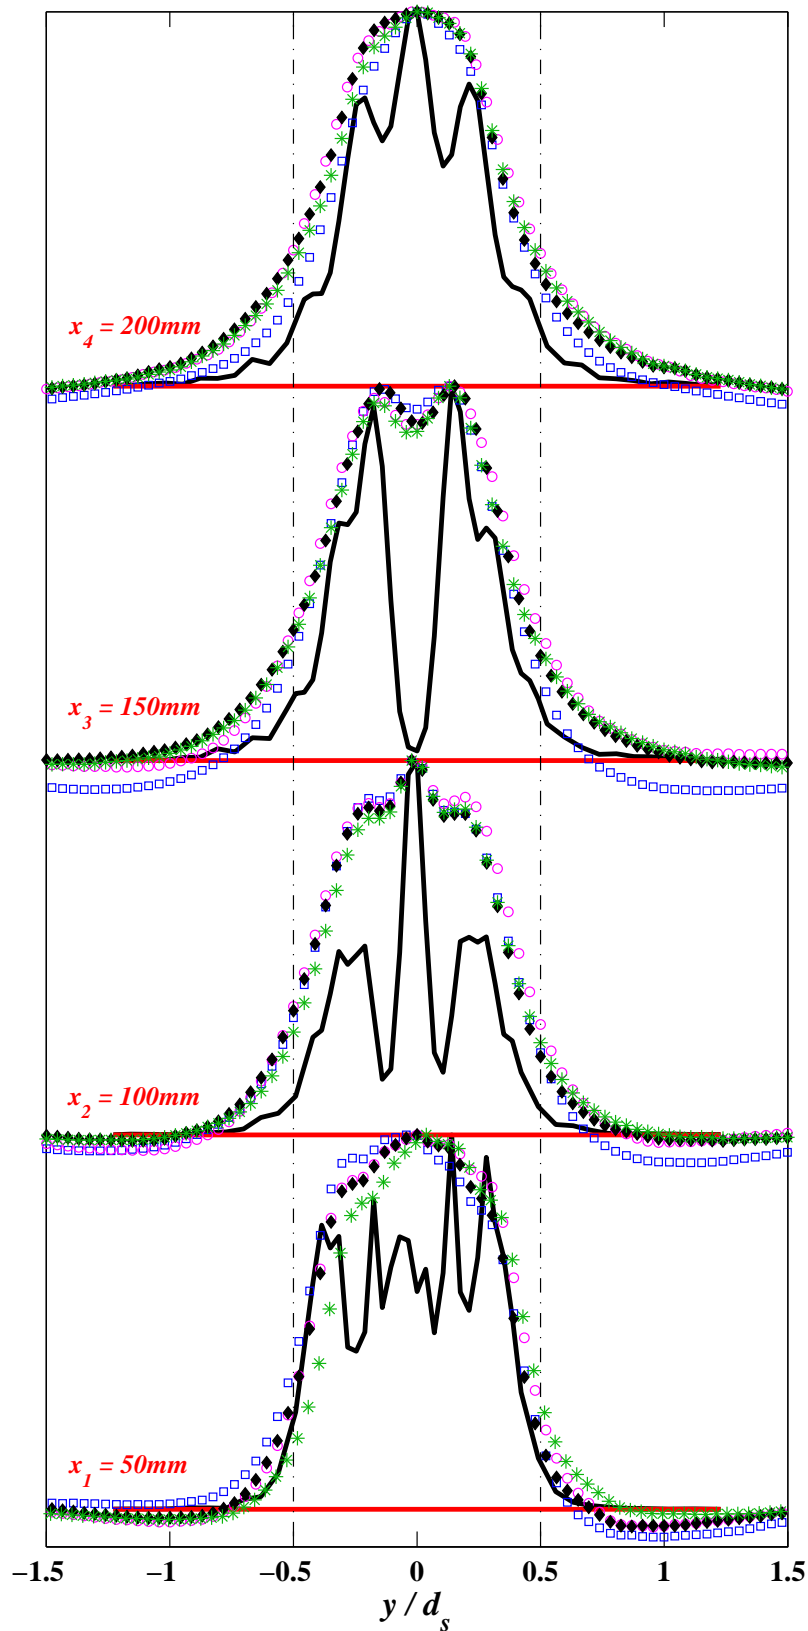 x4 = 200mm
x3 = 150mm
x2 = 100mm
x1 = 50mm
−1.5 −1 −0.5 0 0.5 1 1.5
y / ds